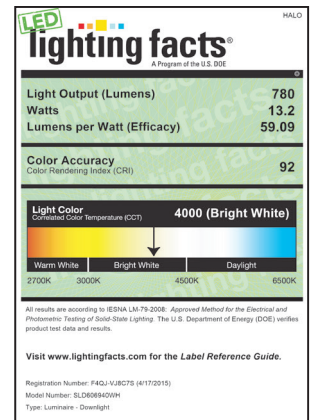 HALO
LED
lighting facts®
A Program of the U.S. DOE
Light Output (Lumens) 780
Watts 13.2
Lumens per Watt (Efficacy) 59.09
Color Accuracy
Color Rendering Index (CRI) 92
Light Color
Correlated Color Temperature (CCT) 4000 (Bright White)
Warm White Bright White Daylight
2700K 3000K 4500K 6500K
All results are according to IESNA LM-79-2008: Approved Method for the Electrical and
Photometric Testing of Solid-State Lighting. The U.S. Department of Energy (DOE) verifies
product test data and results.
Visit www.lightingfacts.com for the Label Reference Guide.
Registration Number: F4QJ-VJ8C7S (4/17/2015)
Model Number: SLD606940WH
Type: Luminaire - Downlight